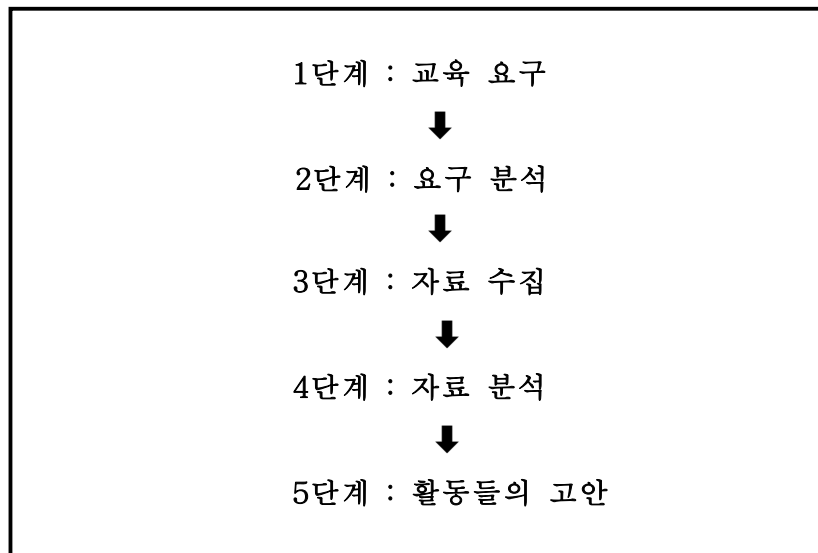 1단계 : 교육 요구
2단계 : 요구 분석
3단계 : 자료 수집
4단계 : 자료 분석
5단계 : 활동들의 고안